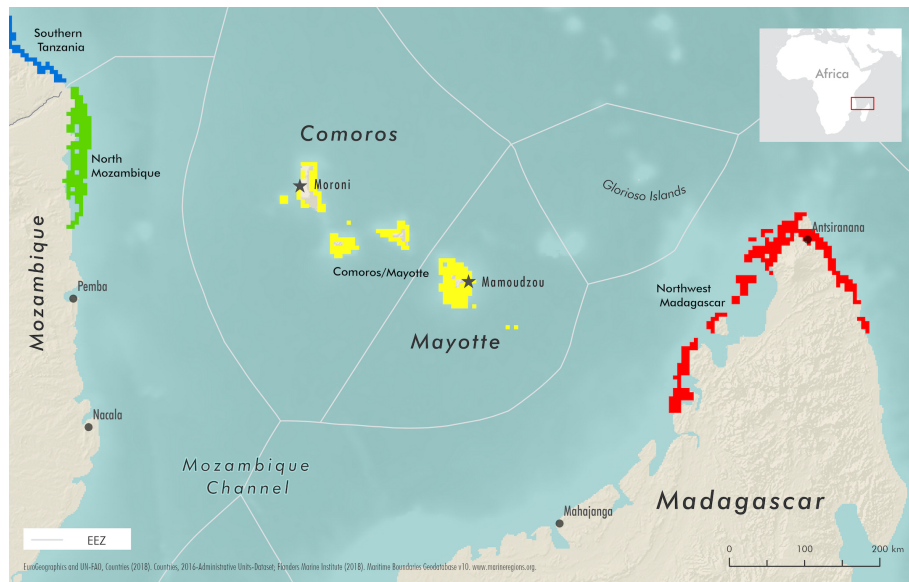 Southern
Tanzania
Africa
Comoros
North
Mozambique
Moroni
Glorioso Islands
Antsiranana
Mozambique
Comoros/Mayotte
Pemba
Mamoudzou
Northwest
Madagascar
Mayotte
Nacala
Mozambique
Channel
Madagascar
Mahajanga
EEZ
0 100 200 km
EuroGeographics and UN-FAO, Countries (2018). Countries, 2016-Administrative Units-Dataset; Flanders Marine Institute (2018). Maritime Boundaries Geodatabase v10. www.marineregions.org.